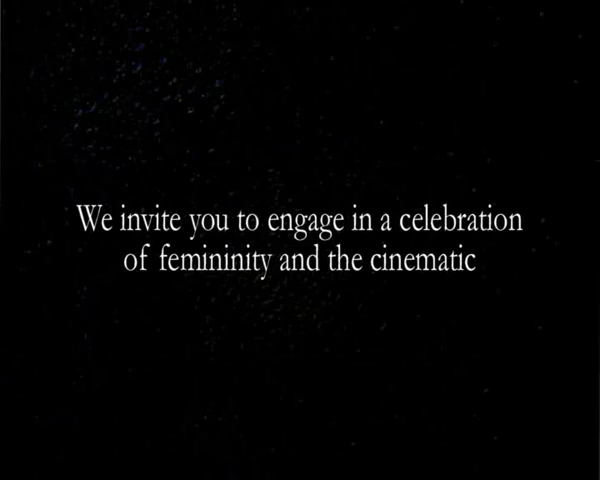 We invite you to engage in a celebration
of femininity and the cinematic